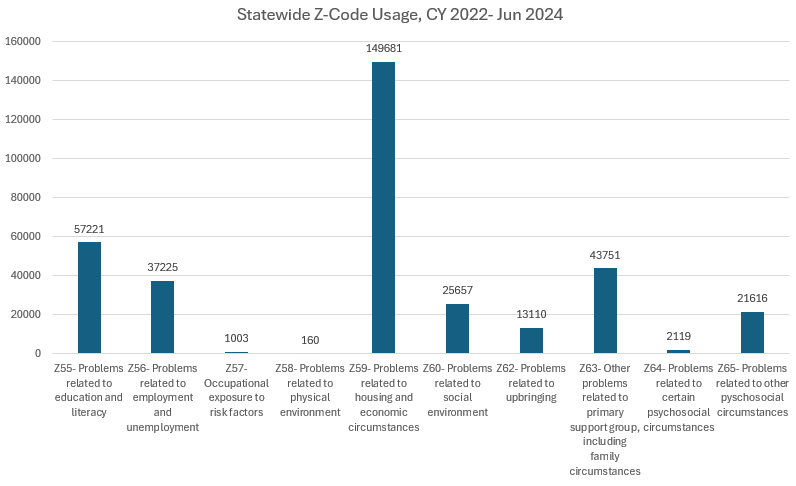 Statewide Z-Code Usage, CY 2022- Jun 2024
160000
140000
120000
100000
80000
60000
40000
20000
0
57221
37225
1003
160
149681
25657
13110
43751
2119
21616
Z55- Problems
related to
education and
literacy
Z56- Problems
related to
employment
and
unemployment
Z57-
Occupational
exposure to
risk factors
Z58- Problems
related to
physical
environment
Z59- Problems
related to
housing and
economic
circumstances
Z60- Problems
related to
social
environment
Z62- Problems
related to
upbringing
Z63- Other
problems
related to
primary
support group,
including
family
circumstances
Z64- Problems
related to
certain
psychosocial
circumstances
Z65- Problems
related to other
pyschosocial
circumstances